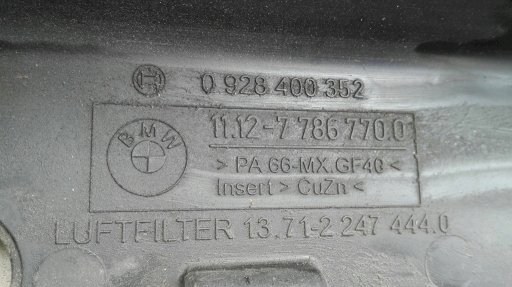 0 928 400 352
BMW
11.12-7 786 770.0
> PA 66-MX.GF40 <
Insert > CuZn <
LUFTFILTER 13.71-2 247 444.0